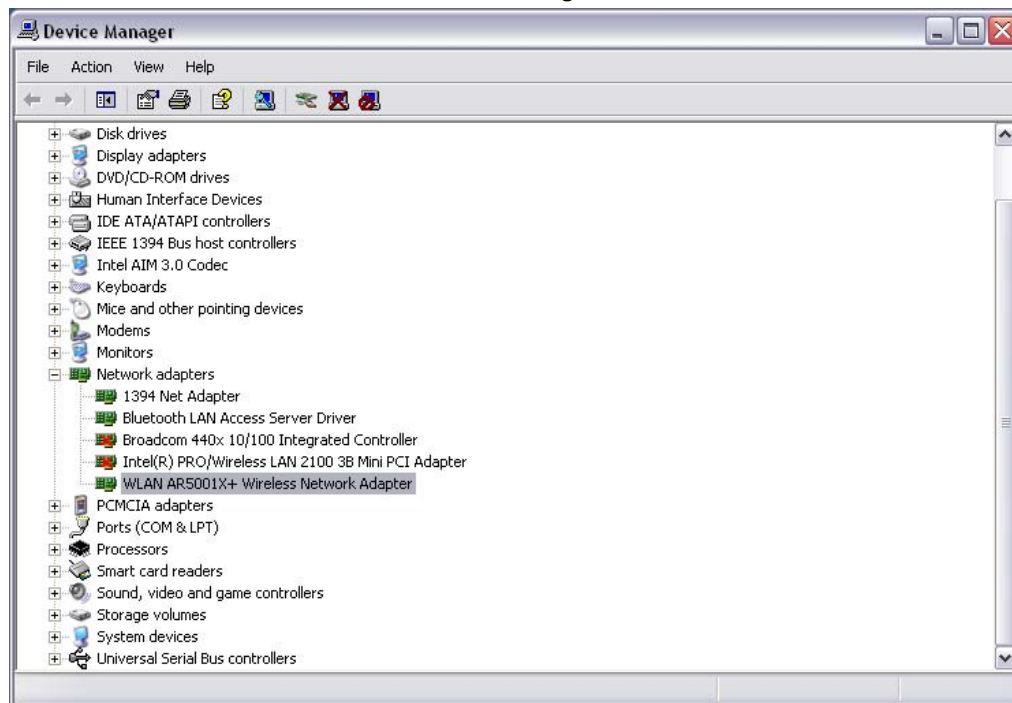 Device Manager
File Action View Help
Disk drives
Display adapters
DVD/CD-ROM drives
Human Interface Devices
IDE ATA/ATAPI controllers
IEEE 1394 Bus host controllers
Intel AIM 3.0 Codec
Keyboards
Mice and other pointing devices
Modems
Monitors
Network adapters
1394 Net Adapter
Bluetooth LAN Access Server Driver
Broadcom 440x 10/100 Integrated Controller
Intel(R) PRO/Wireless LAN 2100 3B Mini PCI Adapter
WLAN AR5001X+ Wireless Network Adapter
PCMCIA adapters
Ports (COM & LPT)
Processors
Smart card readers
Sound, video and game controllers
Storage volumes
System devices
Universal Serial Bus controllers